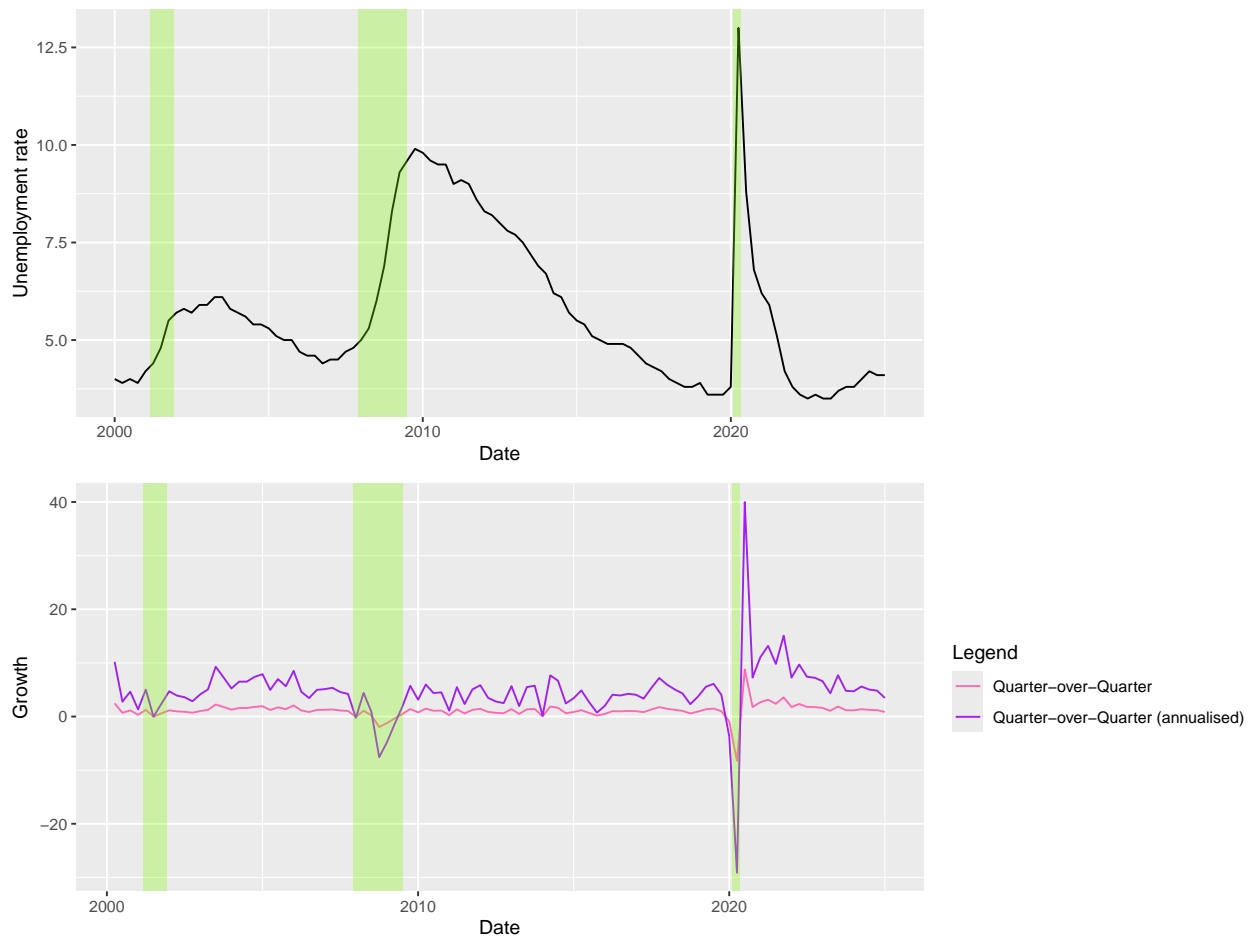 12.5
10.0
7.5
5.0
Unemployment rate
2000 2010 2020
Date
40
20
0
−20
Growth
2000 2010 2020
Date
Legend
Quarter−over−Quarter
Quarter−over−Quarter (annualised)